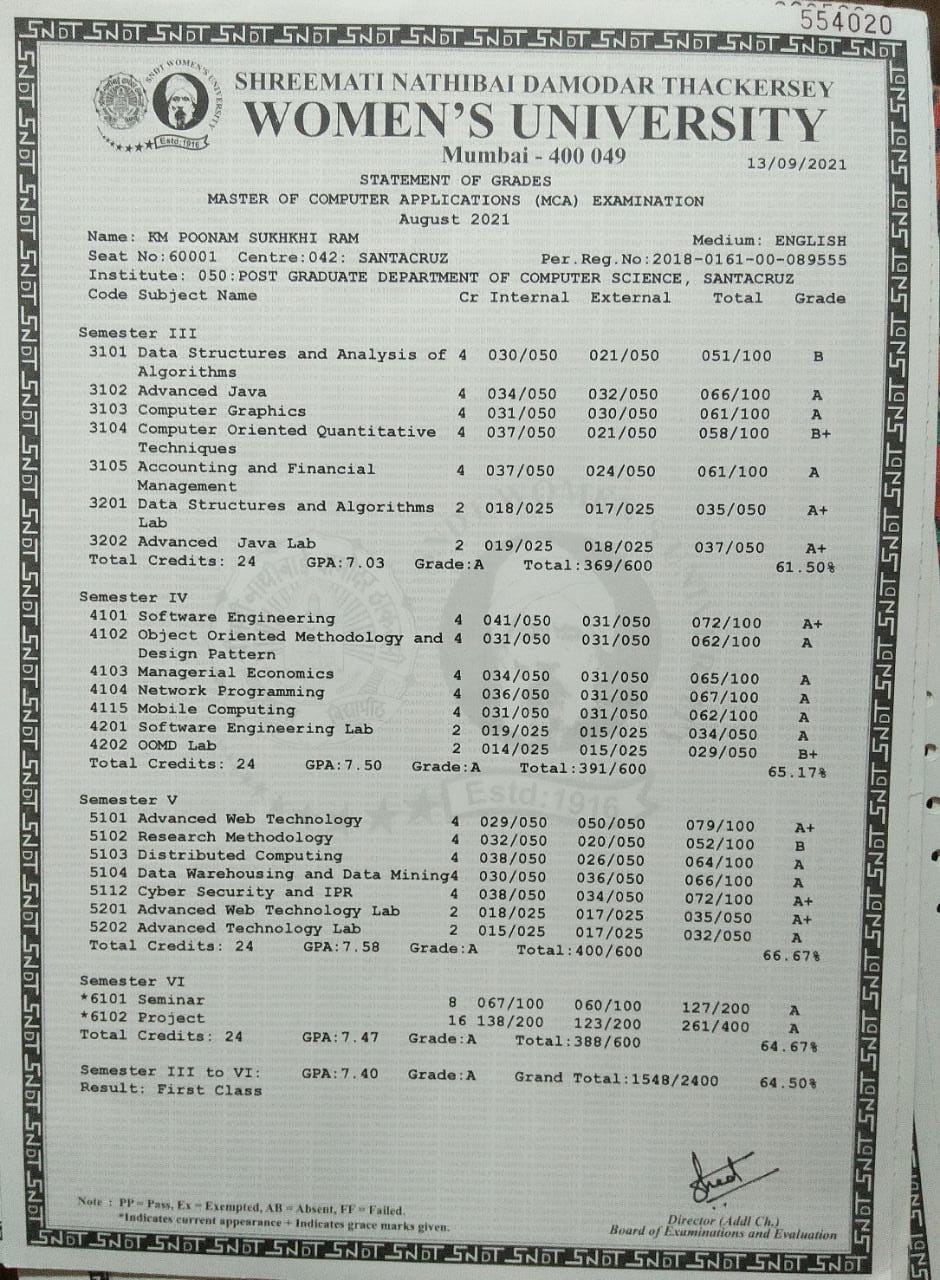 554020
SNDT WOMEN'S UNIVERSITY
Estd:1916
SHREEMATI NATHIBAI DAMODAR THACKERSEY
WOMEN'S UNIVERSITY
Mumbai - 400 049
13/09/2021
STATEMENT OF GRADES
MASTER OF COMPUTER APPLICATIONS (MCA) EXAMINATION
August 2021
Name: KM POONAM SUKHKHI RAM Medium: ENGLISH
Seat No:60001 Centre:042: SANTACRUZ Per.Reg.No:2018-0161-00-089555
Institute: 050:POST GRADUATE DEPARTMENT OF COMPUTER SCIENCE, SANTACRUZ
Code Subject Name Cr Internal External Total Grade
Semester III
3101 Data Structures and Analysis of 4 030/050 021/050 051/100 B
Algorithms
3102 Advanced Java 4 034/050 032/050 066/100 A
3103 Computer Graphics 4 031/050 030/050 061/100 A
3104 Computer Oriented Quantitative 4 037/050 021/050 058/100 B+
Techniques
3105 Accounting and Financial 4 037/050 024/050 061/100 A
Management
3201 Data Structures and Algorithms 2 018/025 017/025 035/050 A+
Lab
3202 Advanced Java Lab 2 019/025 018/025 037/050 A+
Total Credits: 24 GPA:7.03 Grade:A Total:369/600 61.50%
Semester IV
4101 Software Engineering 4 041/050 031/050 072/100 A+
4102 Object Oriented Methodology and 4 031/050 031/050 062/100 A
Design Pattern
4103 Managerial Economics 4 034/050 031/050 065/100 A
4104 Network Programming 4 036/050 031/050 067/100 A
4115 Mobile Computing 4 031/050 031/050 062/100 A
4201 Software Engineering Lab 2 019/025 015/025 034/050 A
4202 OOMD Lab 2 014/025 015/025 029/050 B+
Total Credits: 24 GPA:7.50 Grade:A Total:391/600 65.17%
Estd:1916
Semester V
5101 Advanced Web Technology 4 029/050 050/050 079/100 A+
5102 Research Methodology 4 032/050 020/050 052/100 B
5103 Distributed Computing 4 038/050 026/050 064/100 A
5104 Data Warehousing and Data Mining4 030/050 036/050 066/100 A
5112 Cyber Security and IPR 4 038/050 034/050 072/100 A+
5201 Advanced Web Technology Lab 2 018/025 017/025 035/050 A+
5202 Advanced Technology Lab 2 015/025 017/025 032/050 A
Total Credits: 24 GPA:7.58 Grade:A Total:400/600 66.67%
Semester VI
*6101 Seminar 8 067/100 060/100 127/200 A
*6102 Project 16 138/200 123/200 261/400 A
Total Credits: 24 GPA:7.47 Grade:A Total:388/600 64.67%
Semester III to VI: GPA:7.40 Grade:A Grand Total:1548/2400 64.50%
Result: First Class
Note : PP = Pass, Ex = Exempted, AB = Absent, FF = Failed.
*Indicates current appearance + Indicates grace marks given.
Director (Addl Ch.)
Board of Examinations and Evaluation